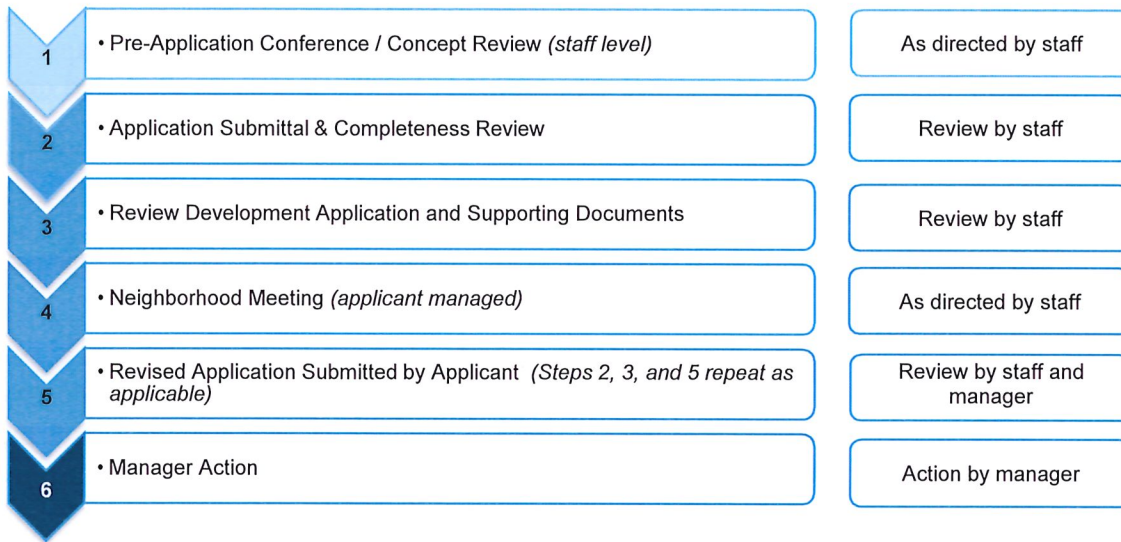 1
• Pre-Application Conference / Concept Review (staff level)
As directed by staff
2
• Application Submittal & Completeness Review
Review by staff
3
• Review Development Application and Supporting Documents
Review by staff
4
• Neighborhood Meeting (applicant managed)
As directed by staff
5
• Revised Application Submitted by Applicant (Steps 2, 3, and 5 repeat as
applicable)
Review by staff and
manager
6
• Manager Action
Action by manager